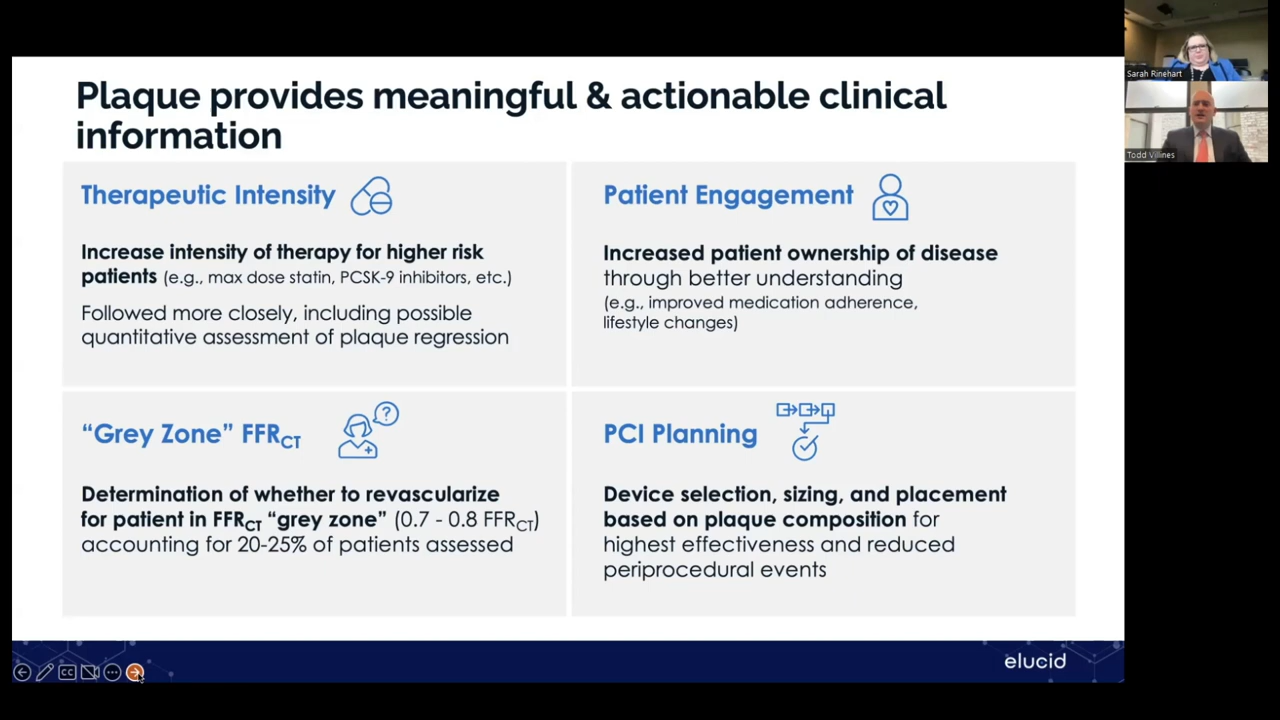 Plaque provides meaningful & actionable clinical
information
Therapeutic Intensity
Increase intensity of therapy for higher risk
patients (e.g., max dose statin, PCSK-9 inhibitors, etc.)
Followed more closely, including possible
quantitative assessment of plaque regression
Patient Engagement
Increased patient ownership of disease
through better understanding
(e.g., improved medication adherence,
lifestyle changes)
“Grey Zone” FFRCT
?
Determination of whether to revascularize
for patient in FFRCT “grey zone” (0.7 - 0.8 FFRCT)
accounting for 20-25% of patients assessed
PCI Planning
Device selection, sizing, and placement
based on plaque composition for
highest effectiveness and reduced
periprocedural events
elucid
CC
Sarah Rinehart
Todd Villines